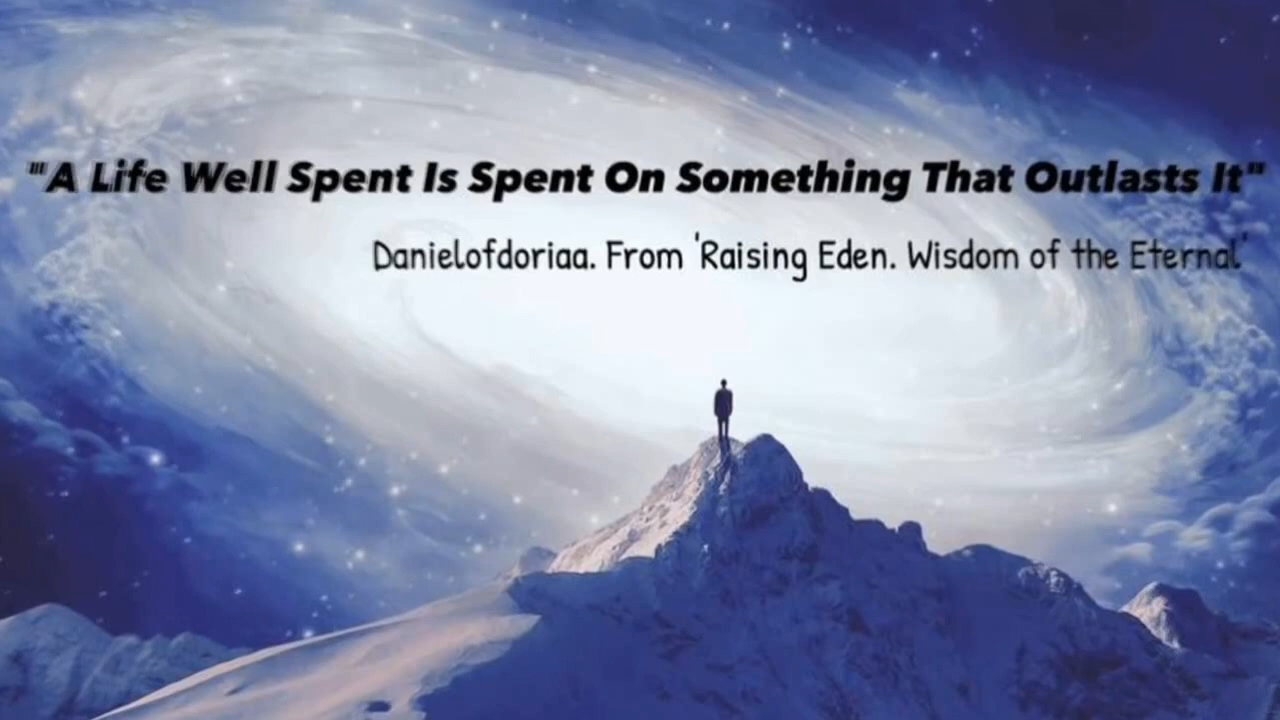 "'A Life Well Spent Is Spent On Something That Outlasts It"
Danielofdoriaa. From 'Raising Eden. Wisdom of the Eternal'